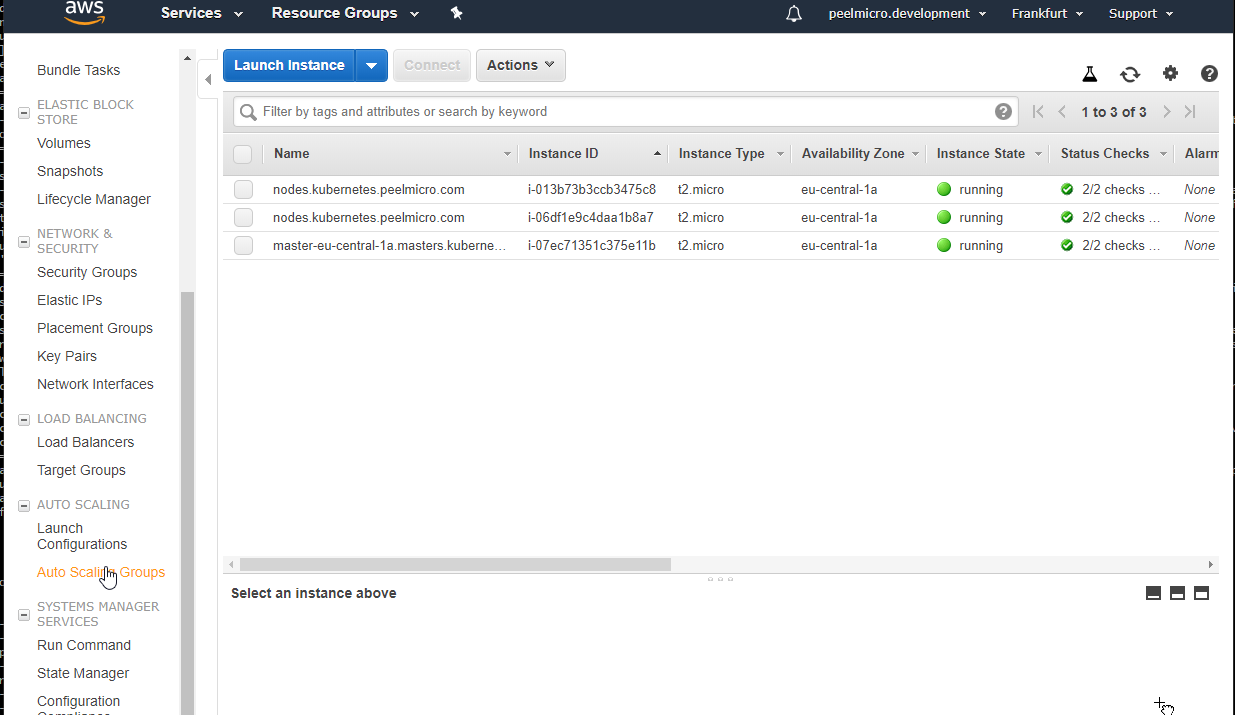 aws
Services
Resource Groups
peelmicro.development
Frankfurt
Support
Bundle Tasks
ELASTIC BLOCK
STORE
Volumes
Snapshots
Lifecycle Manager
NETWORK &
SECURITY
Security Groups
Elastic IPs
Placement Groups
Key Pairs
Network Interfaces
LOAD BALANCING
Load Balancers
Target Groups
AUTO SCALING
Launch
Configurations
Auto Scaling Groups
SYSTEMS MANAGER
SERVICES
Run Command
State Manager
Configuration
Compliance
Launch Instance
Connect
Actions
Filter by tags and attributes or search by keyword
1 to 3 of 3
Name Instance ID Instance Type Availability Zone Instance State Status Checks Alarm
nodes.kubernetes.peelmicro.com i-013b73b3ccb3475c8 t2.micro eu-central-1a running 2/2 checks ... None
nodes.kubernetes.peelmicro.com i-06df1e9c4daa1b8a7 t2.micro eu-central-1a running 2/2 checks ... None
master-eu-central-1a.masters.kuberne... i-07ec71351c375e11b t2.micro eu-central-1a running 2/2 checks ... None
Select an instance above